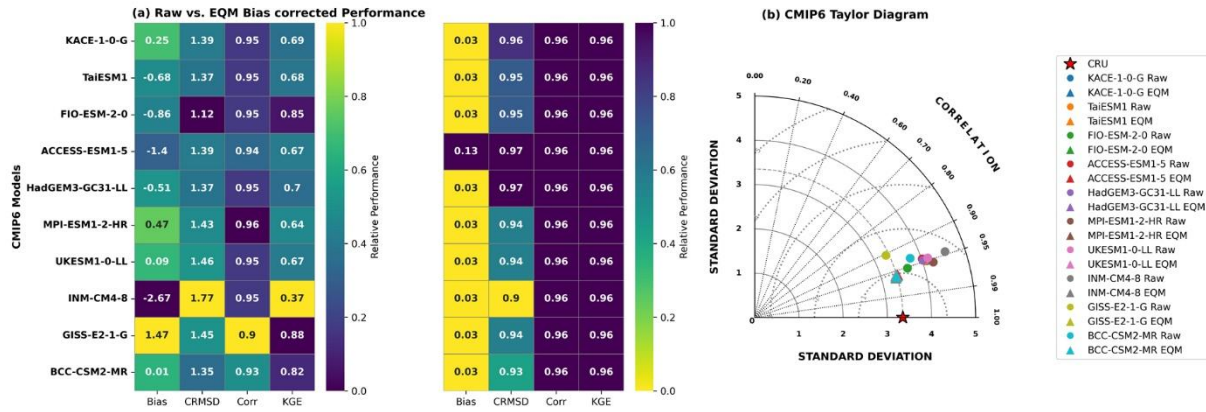 (a) Raw vs. EQM Bias corrected Performance
CMIP6 Models
KACE-1-0-G 0.25 1.39 0.95 0.69
TaiESM1 -0.68 1.37 0.95 0.68
FIO-ESM-2-0 -0.86 1.12 0.95 0.85
ACCESS-ESM1-5 -1.4 1.39 0.94 0.67
HadGEM3-GC31-LL -0.51 1.37 0.95 0.7
MPI-ESM1-2-HR 0.47 1.43 0.96 0.64
UKESM1-0-LL 0.09 1.46 0.95 0.67
INM-CM4-8 -2.67 1.77 0.95 0.37
GISS-E2-1-G 1.47 1.45 0.9 0.88
BCC-CSM2-MR 0.01 1.35 0.93 0.82
Bias CRMSD Corr KGE
1.0
0.8
0.6
0.4
0.2
0.0
Relative Performance
0.03 0.96 0.96 0.96
0.03 0.95 0.96 0.96
0.03 0.95 0.96 0.96
0.13 0.97 0.96 0.96
0.03 0.97 0.96 0.96
0.03 0.94 0.96 0.96
0.03 0.95 0.96 0.96
0.03 0.9 0.96 0.96
0.03 0.94 0.96 0.96
0.03 0.93 0.96 0.96
Bias CRMSD Corr KGE
1.0
0.8
0.6
0.4
0.2
0.0
Relative Performance
(b) CMIP6 Taylor Diagram
0.00
0.20
0.40
0.60
0.70
0.80
0.90
0.95
0.99
1.00
CORRELATION
STANDARD DEVIATION
5
4
3
2
1
0 1 2 3 4 5
STANDARD DEVIATION
CRU
KACE-1-0-G Raw
KACE-1-0-G EQM
TaiESM1 Raw
TaiESM1 EQM
FIO-ESM-2-0 Raw
FIO-ESM-2-0 EQM
ACCESS-ESM1-5 Raw
ACCESS-ESM1-5 EQM
HadGEM3-GC31-LL Raw
HadGEM3-GC31-LL EQM
MPI-ESM1-2-HR Raw
MPI-ESM1-2-HR EQM
UKESM1-0-LL Raw
UKESM1-0-LL EQM
INM-CM4-8 Raw
INM-CM4-8 EQM
GISS-E2-1-G Raw
GISS-E2-1-G EQM
BCC-CSM2-MR Raw
BCC-CSM2-MR EQM